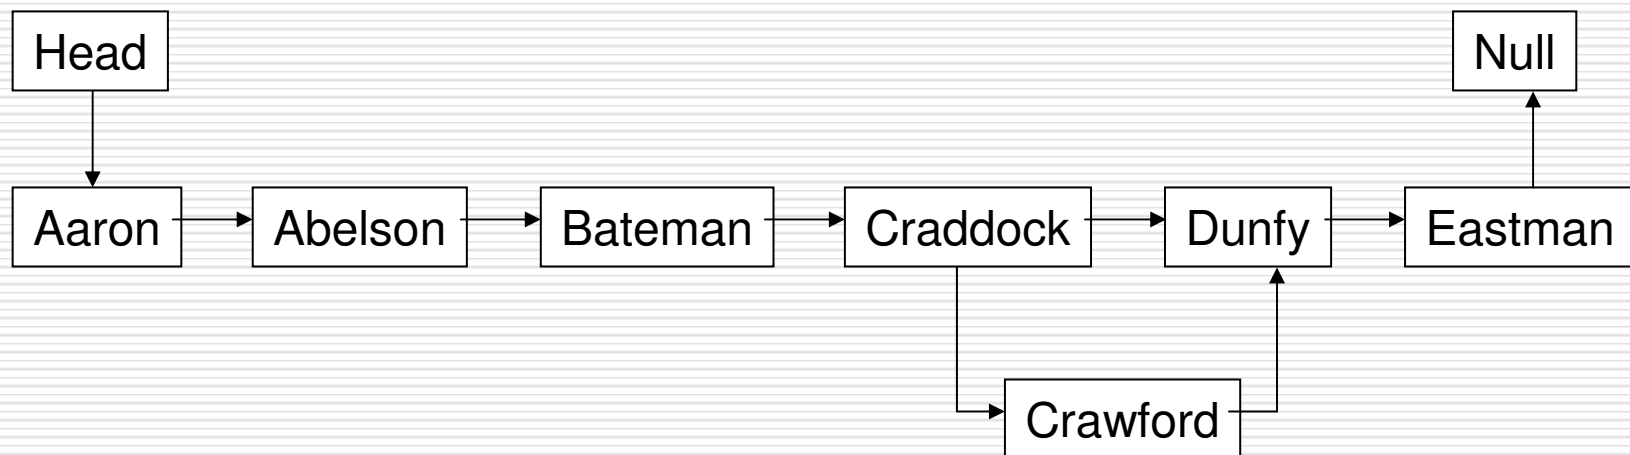 Head
Null
Aaron
Abelson
Bateman
Craddock
Dunfy
Eastman
Crawford